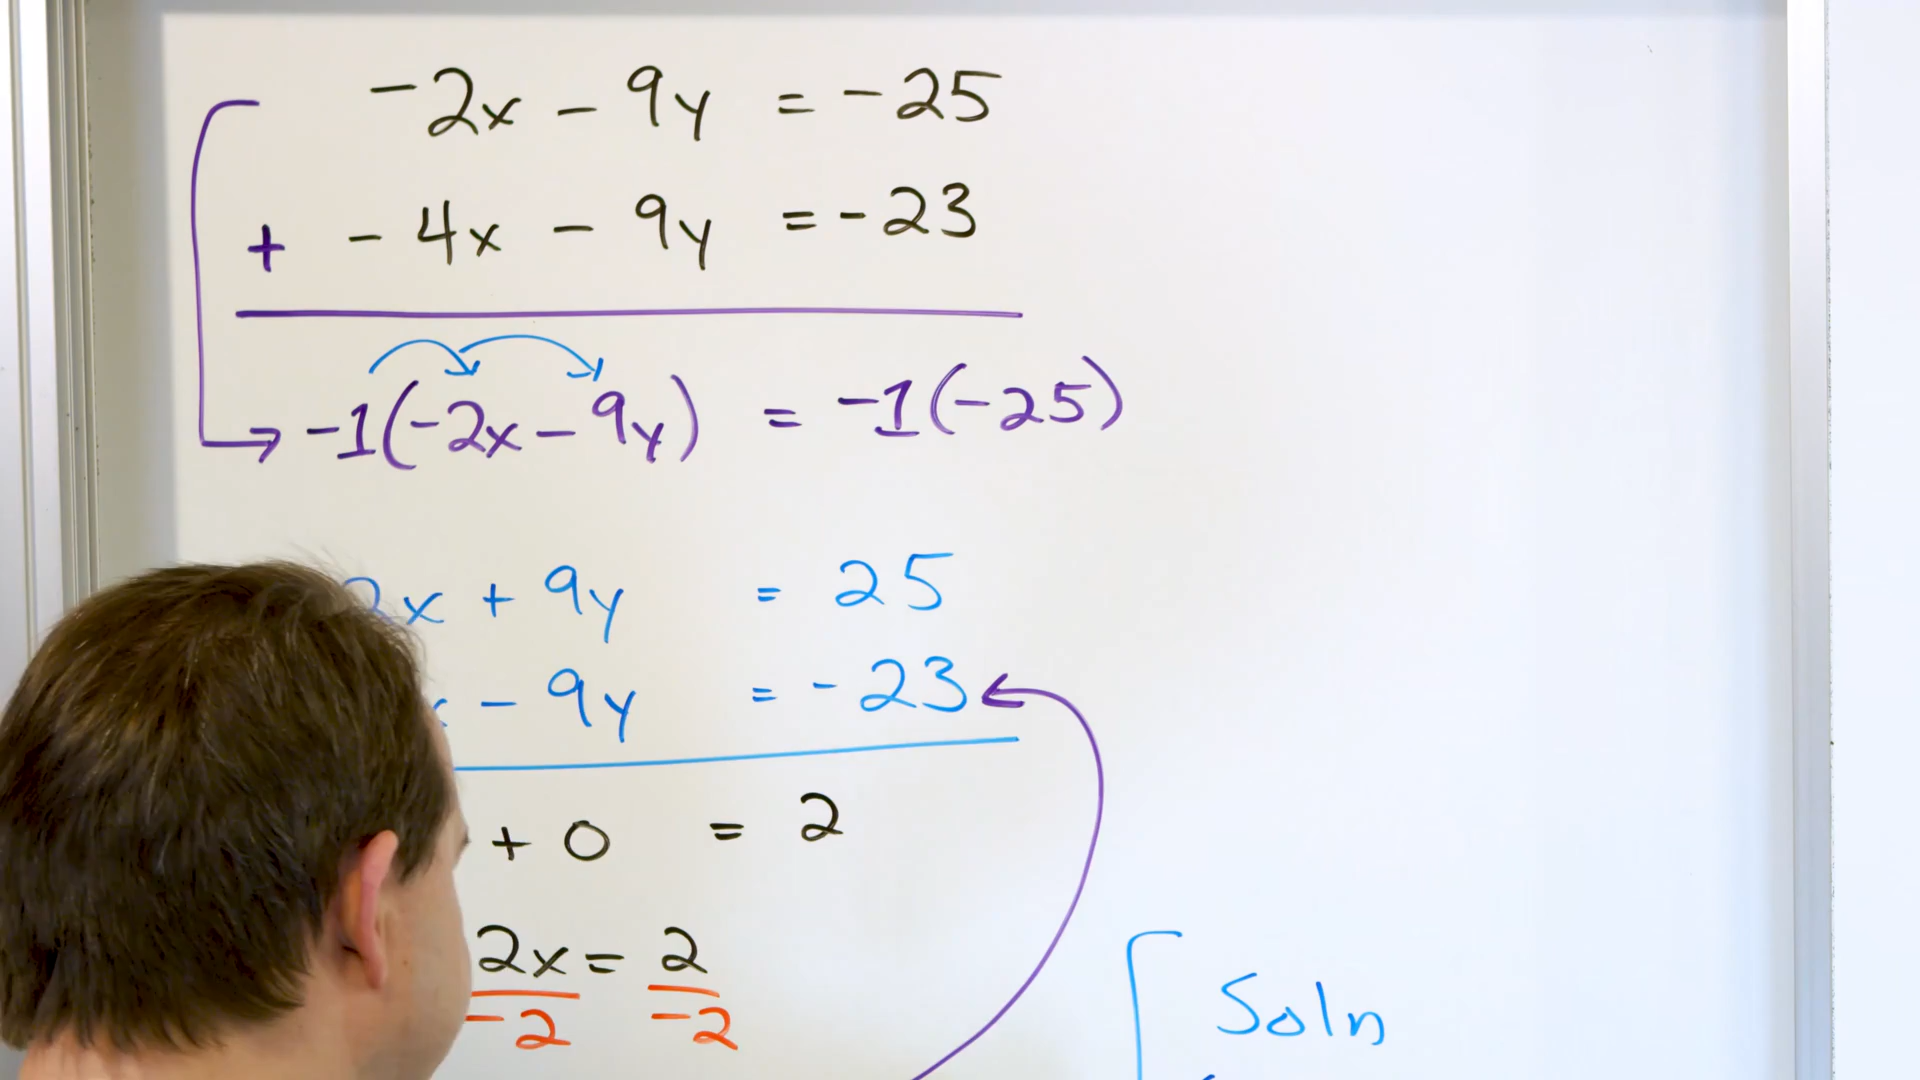 -2x - 9y = -25
+ - 4x - 9y = -23
-1(-2x - 9y) = -1(-25)
2x + 9y = 25
- 9y = -23
+ 0 = 2
2x = 2
-2 -2
Soln